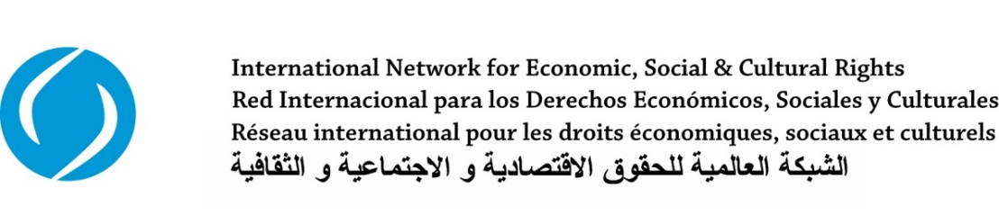 International Network for Economic, Social & Cultural Rights
Red Internacional para los Derechos Económicos, Sociales y Culturales
Réseau international pour les droits économiques, sociaux et culturels
الشبكة العالمية للحقوق الاقتصادية و الاجتماعية و الثقافية